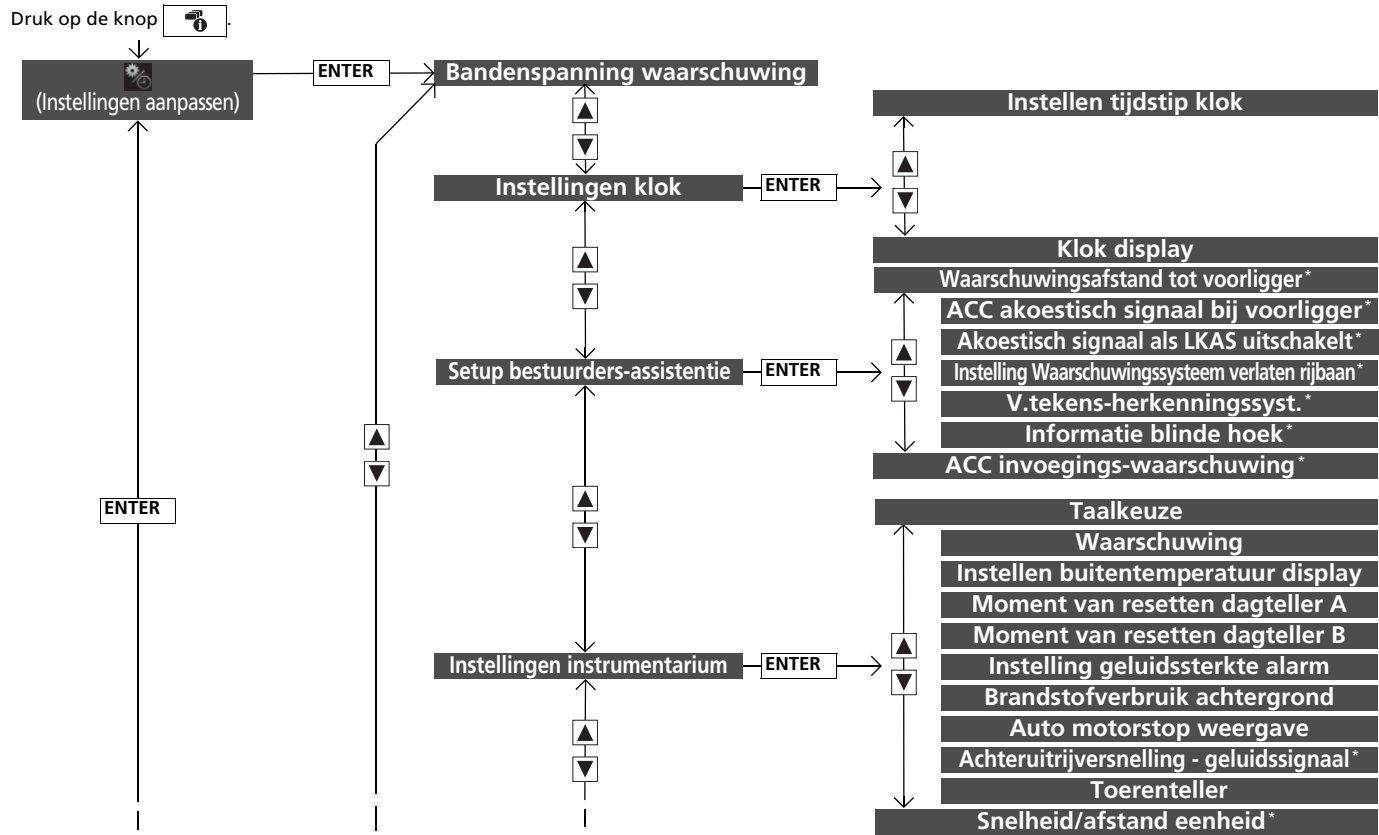 Druk op de knop .
(Instellingen aanpassen)
ENTER
Bandenspanning waarschuwing
Instellen tijdstip klok
Instellingen klok
ENTER
Klok display
Waarschuwingsafstand tot voorligger*
ACC akoestisch signaal bij voorligger*
Akoestisch signaal als LKAS uitschakelt*
Setup bestuurders-assistentie
ENTER
Instelling Waarschuwingssysteem verlaten rijbaan*
V.tekens-herkenningssyst.*
Informatie blinde hoek*
ACC invoegings-waarschuwing*
ENTER
Taalkeuze
Waarschuwing
Instellen buitentemperatuur display
Moment van resetten dagteller A
Moment van resetten dagteller B
Instellingen instrumentarium
ENTER
Instelling geluidssterkte alarm
Brandstofverbruik achtergrond
Auto motorstop weergave
Achteruitrijversnelling - geluidssignaal*
Toerenteller
Snelheid/afstand eenheid*